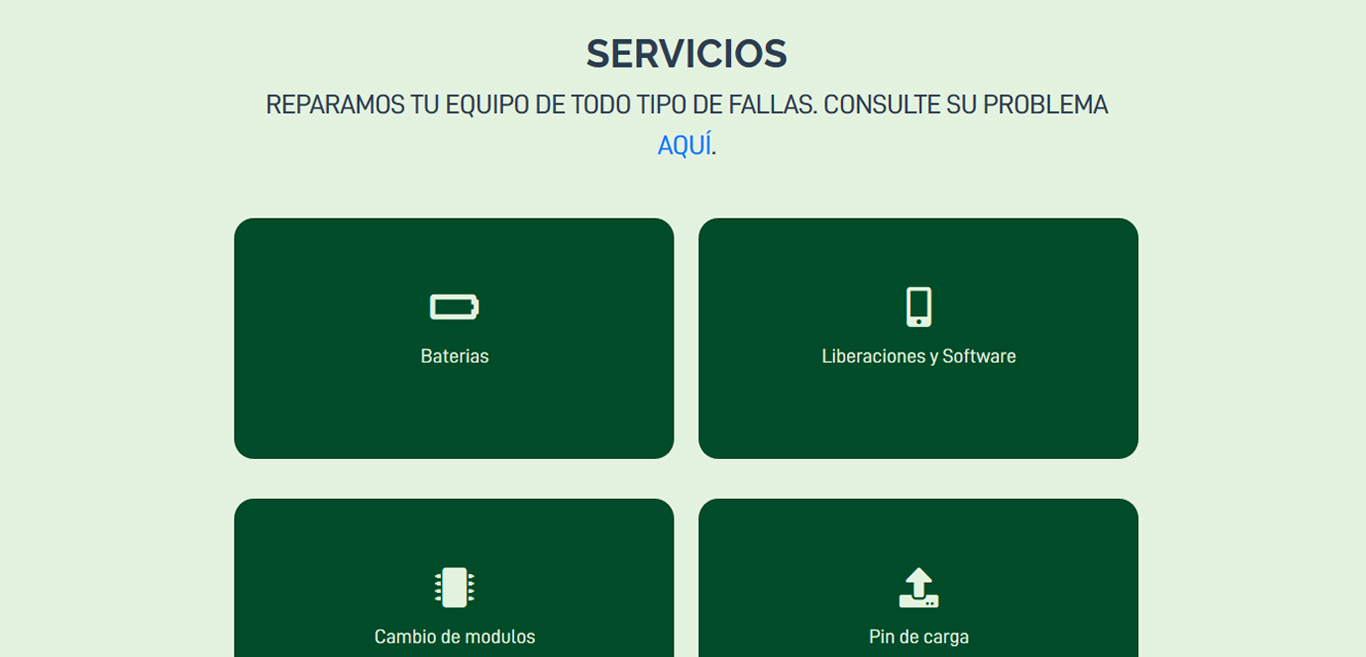 SERVICIOS
REPARAMOS TU EQUIPO DE TODO TIPO DE FALLAS. CONSULTE SU PROBLEMA
AQUÍ.
Baterias
Liberaciones y Software
Cambio de modulos
Pin de carga